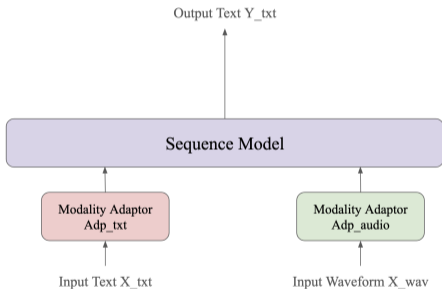 Output Text Y_txt
Sequence Model
Modality Adaptor
Adp_txt
Modality Adaptor
Adp_audio
Input Text X_txt
Input Waveform X_wav